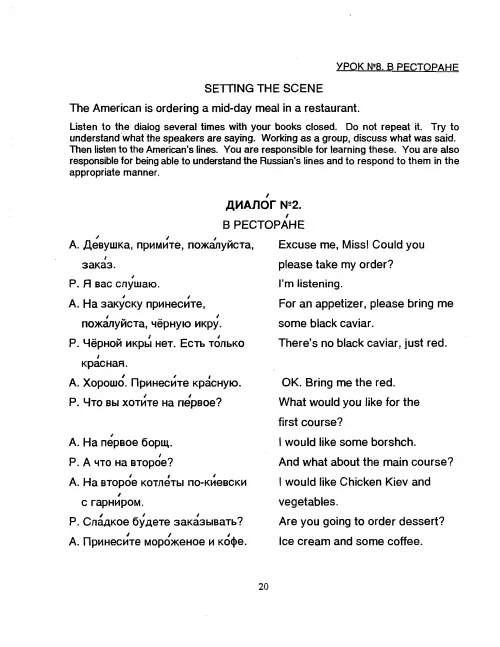 УРОК №8. В РЕСТОРАНЕ
SETTING THE SCENE
The American is ordering a mid-day meal in a restaurant.
Listen to the dialog several times with your books closed. Do not repeat it. Try to
understand what the speakers are saying. Working as a group, discuss what was said.
Then listen to the American's lines. You are responsible for learning these. You are also
responsible for being able to understand the Russian's lines and to respond to them in the
appropriate manner.
ДИАЛО́Г №2.
В РЕСТОРА́НЕ
А. Де́вушка, прими́те, пожа́луйста, Excuse me, Miss! Could you
зака́з. please take my order?
Р. Я вас слу́шаю. I'm listening.
А. На заку́ску принеси́те, For an appetizer, please bring me
пожа́луйста, чёрную икру́. some black caviar.
Р. Чёрной икры́ нет. Есть то́лько There's no black caviar, just red.
кра́сная.
А. Хорошо́. Принеси́те кра́сную. OK. Bring me the red.
Р. Что вы хоти́те на пе́рвое? What would you like for the
first course?
А. На пе́рвое борщ. I would like some borshch.
Р. А что на второ́е? And what about the main course?
А. На второ́е котле́ты по-ки́евски I would like Chicken Kiev and
с гарни́ром. vegetables.
Р. Сла́дкое бу́дете зака́зывать? Are you going to order dessert?
А. Принеси́те моро́женое и ко́фе. Ice cream and some coffee.
20